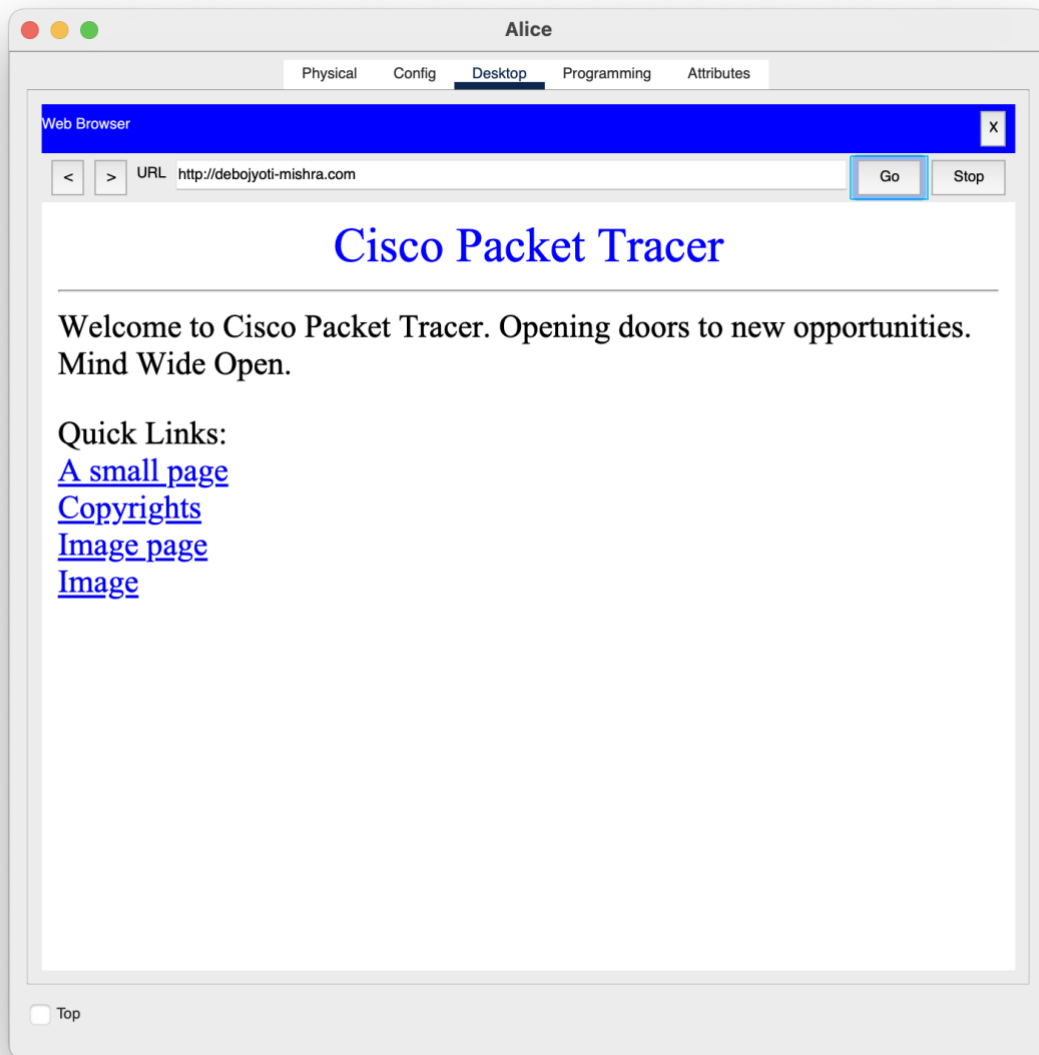 Alice
Physical Config Desktop Programming Attributes
Web Browser X
< > URL http://debojyoti-mishra.com Go Stop
Cisco Packet Tracer
Welcome to Cisco Packet Tracer. Opening doors to new opportunities.
Mind Wide Open.
Quick Links:
A small page
Copyrights
Image page
Image
Top